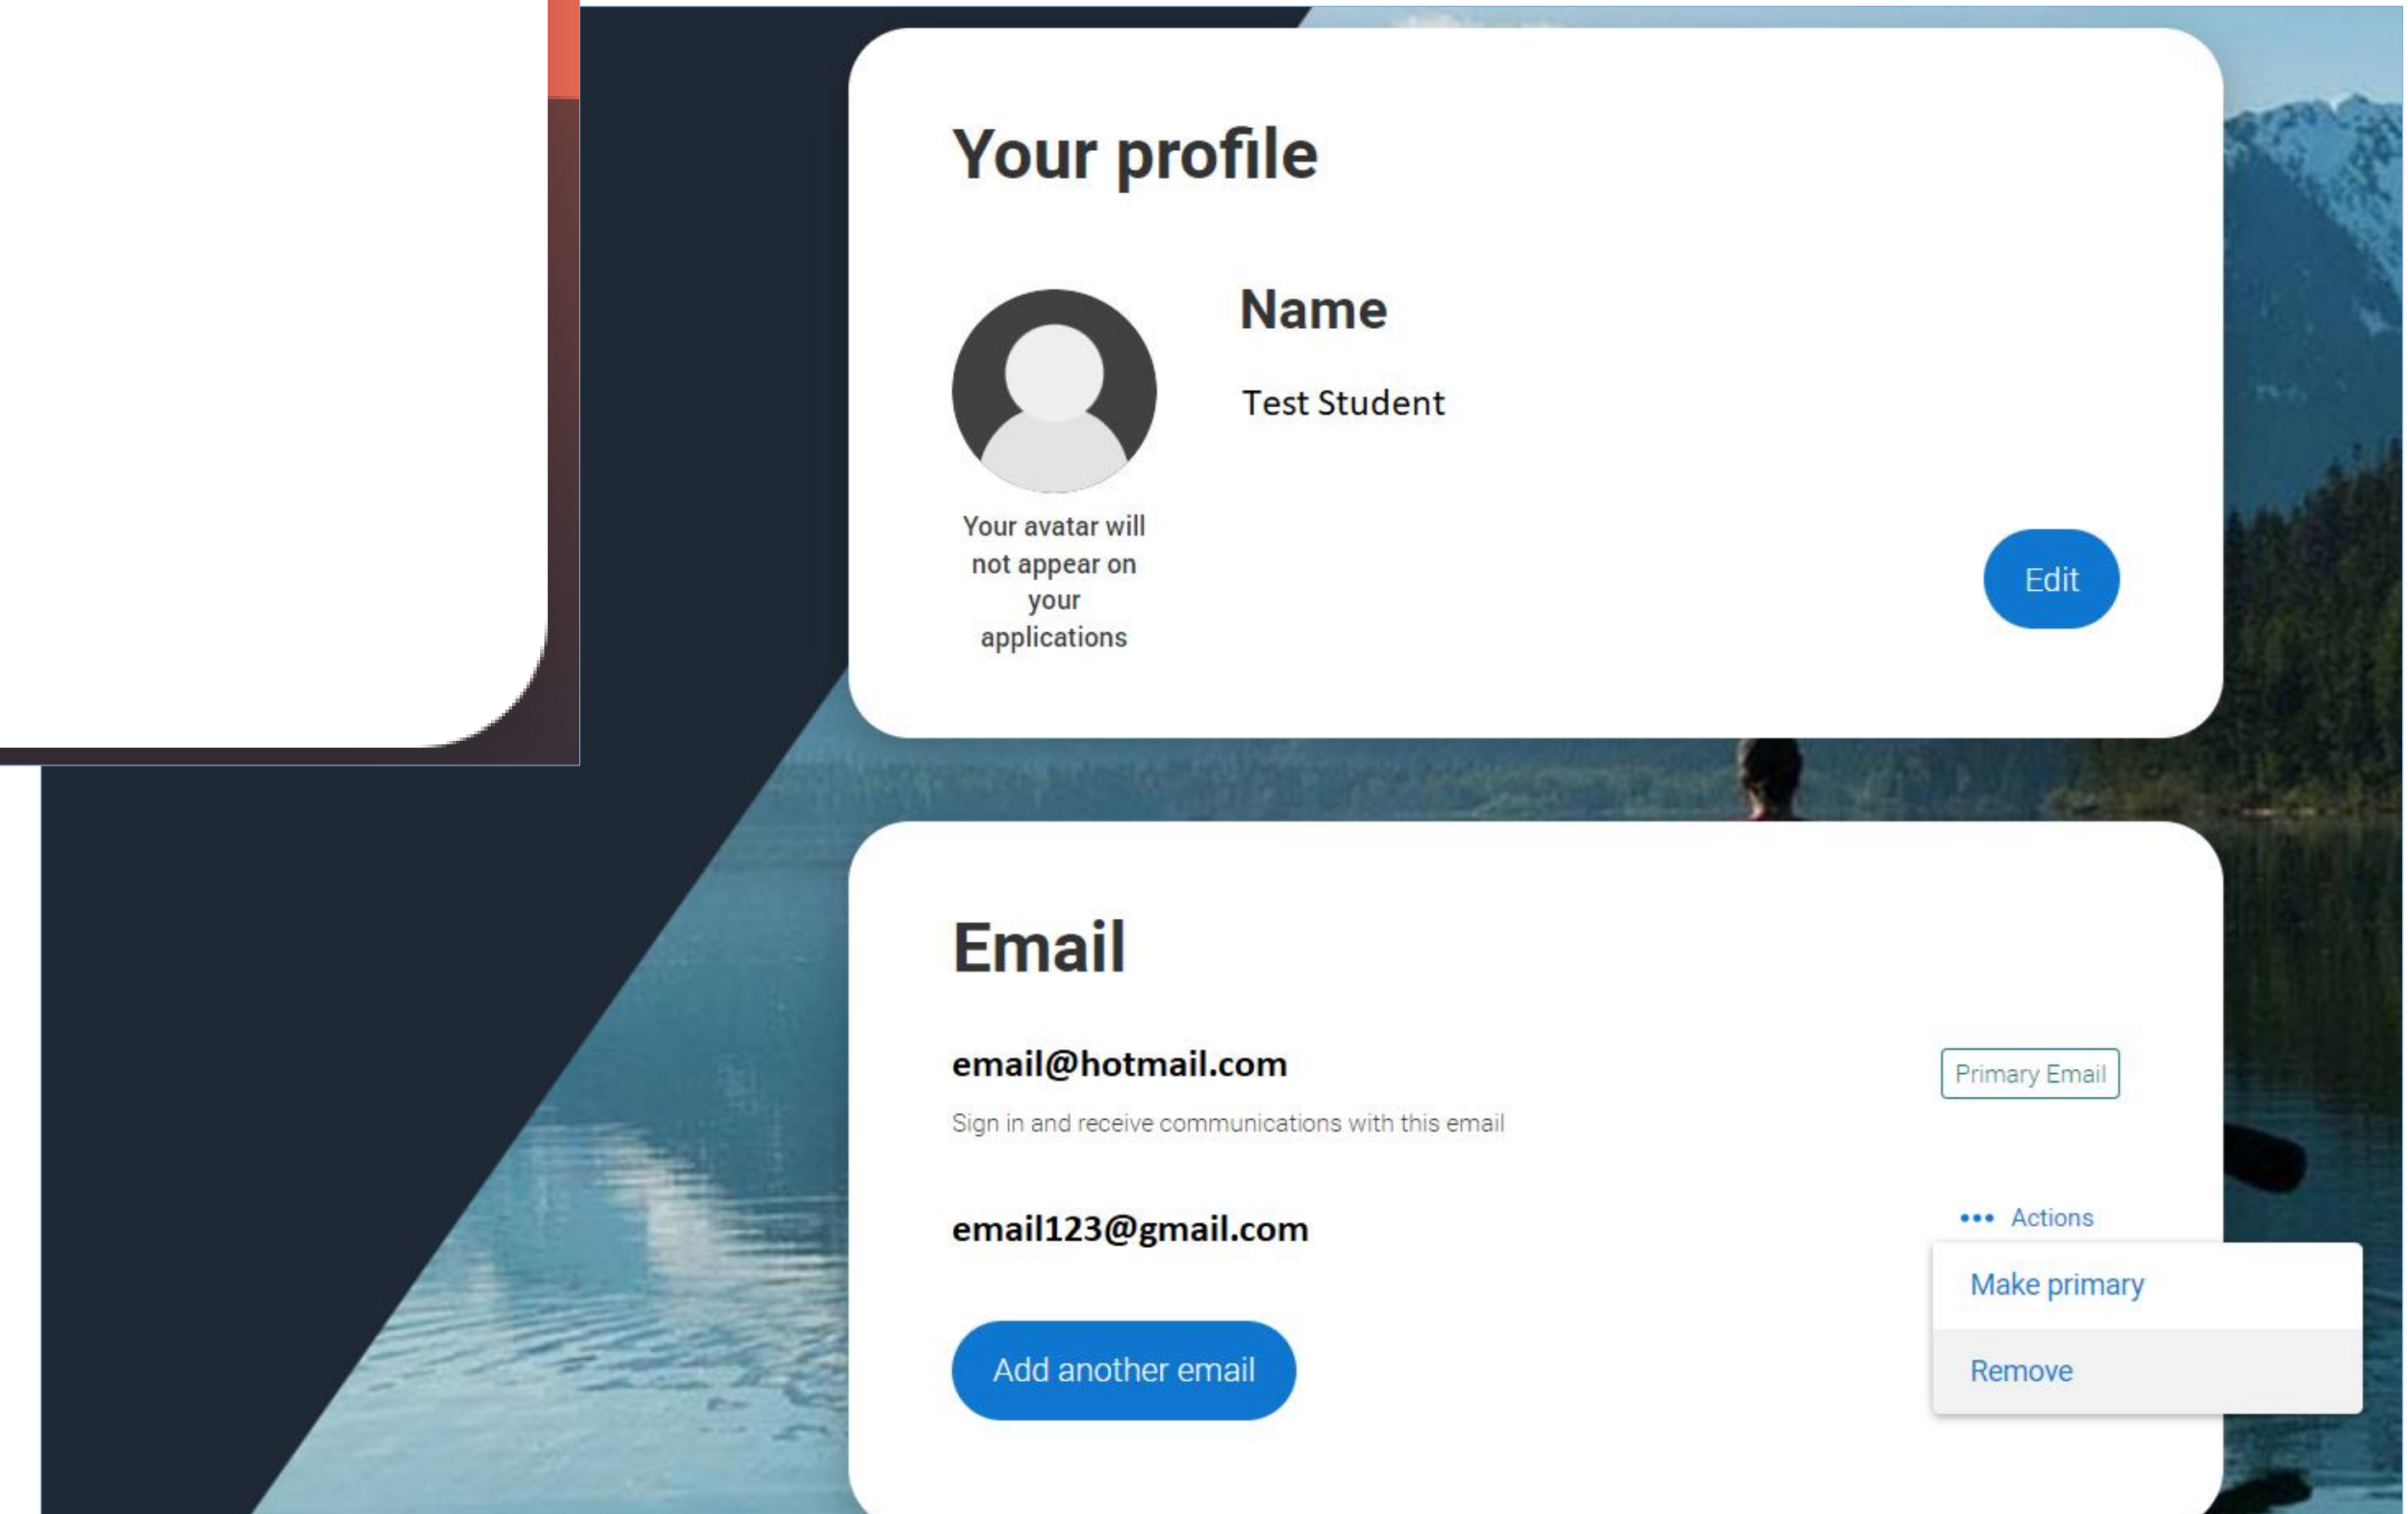 Your profile
Name
Test Student
Your avatar will
not appear on
your
applications
Edit
Email
email@hotmail.com
Primary Email
Sign in and receive communications with this email
email123@gmail.com
••• Actions
Make primary
Remove
Add another email